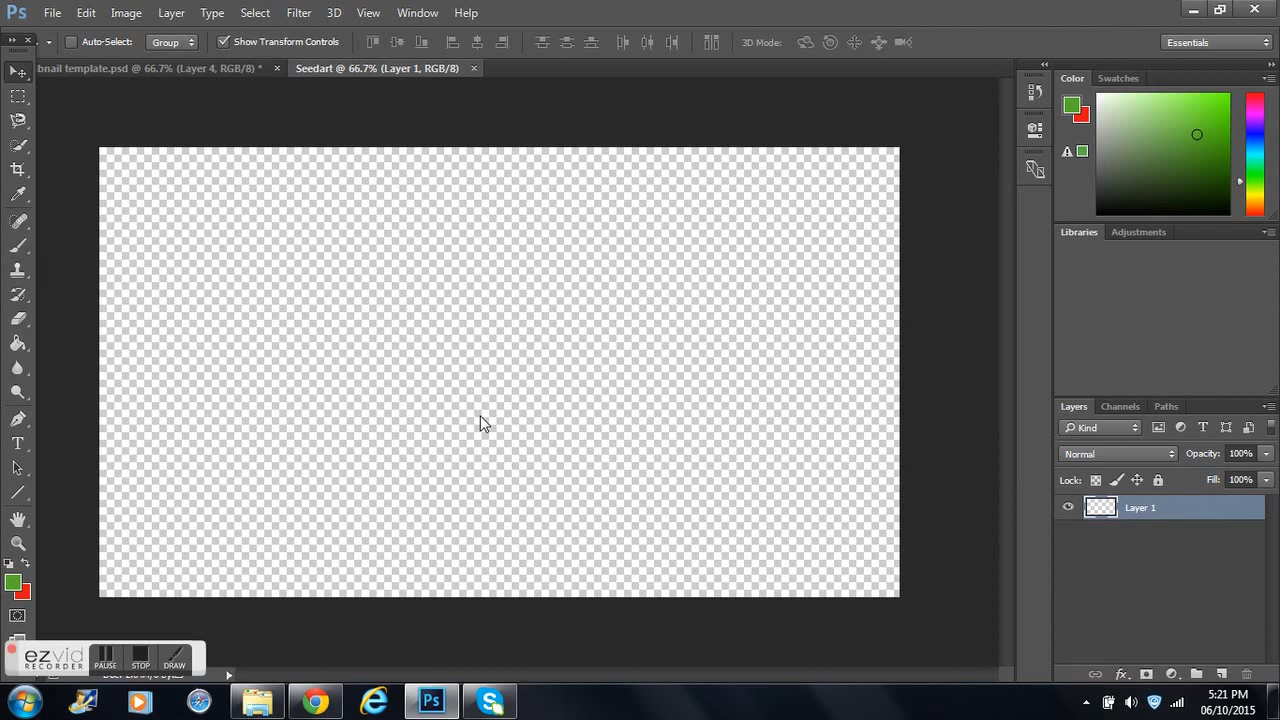 Ps File Edit Image Layer Type Select Filter 3D View Window Help
Auto-Select: Group Show Transform Controls 3D Mode: Essentials
bnail template.psd @ 66.7% (Layer 4, RGB/8) * × Seedart @ 66.7% (Layer 1, RGB/8) ×
Color Swatches
Libraries Adjustments
Layers Channels Paths
Kind
Normal Opacity: 100%
Lock: Fill: 100%
Layer 1
ezvid
RECORDER
PAUSE STOP DRAW
Ps
5:21 PM
06/10/2015